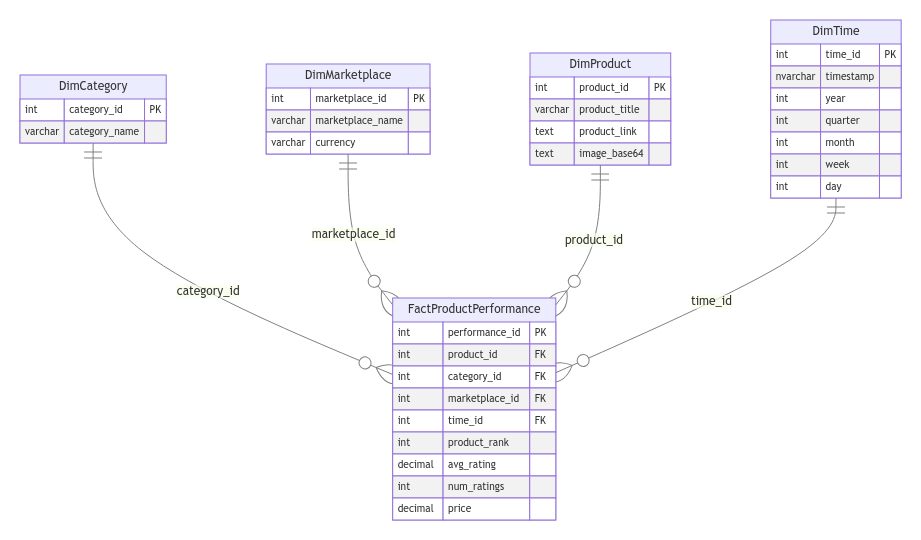 DimCategory
int category_id PK
varchar category_name
DimMarketplace
int marketplace_id PK
varchar marketplace_name
varchar currency
DimProduct
int product_id PK
varchar product_title
text product_link
text image_base64
DimTime
int time_id PK
nvarchar timestamp
int year
int quarter
int month
int week
int day
category_id
marketplace_id
product_id
time_id
FactProductPerformance
int performance_id PK
int product_id FK
int category_id FK
int marketplace_id FK
int time_id FK
int product_rank
decimal avg_rating
int num_ratings
decimal price